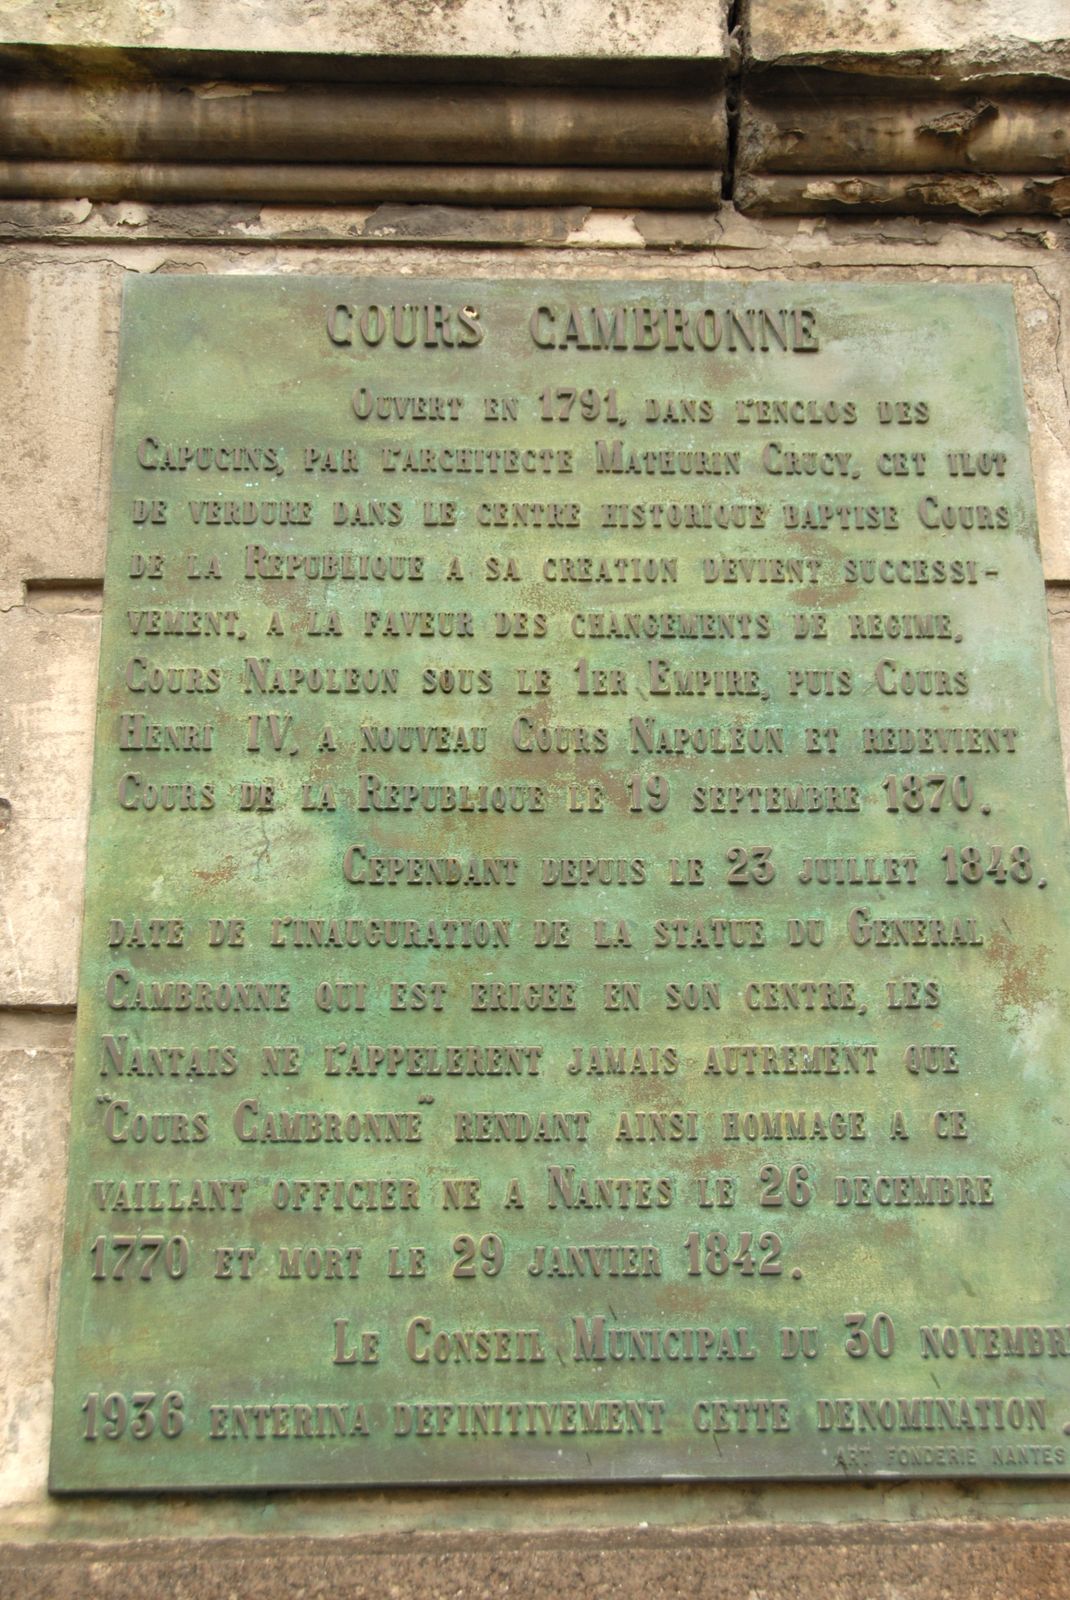 COURS CAMBRONNE
OUVERT EN 1791, DANS L'ENCLOS DES
CAPUCINS, PAR L'ARCHITECTE MATHURIN CRUCY, CET ILOT
DE VERDURE DANS LE CENTRE HISTORIQUE BAPTISE COURS
DE LA REPUBLIQUE A SA CREATION DEVIENT SUCCESSI-
VEMENT, A LA FAVEUR DES CHANGEMENTS DE REGIME,
COURS NAPOLEON SOUS LE 1ER EMPIRE, PUIS COURS
HENRI IV, A NOUVEAU COURS NAPOLEON ET REDEVIENT
COURS DE LA REPUBLIQUE LE 19 SEPTEMBRE 1870.
CEPENDANT DEPUIS LE 23 JUILLET 1848,
DATE DE L'INAUGURATION DE LA STATUE DU GENERAL
CAMBRONNE QUI EST ERIGEE EN SON CENTRE, LES
NANTAIS NE L'APPELERENT JAMAIS AUTREMENT QUE
"COURS CAMBRONNE" RENDANT AINSI HOMMAGE A CE
VAILLANT OFFICIER NE A NANTES LE 26 DECEMBRE
1770 ET MORT LE 29 JANVIER 1842.
LE CONSEIL MUNICIPAL DU 30 NOVEMBR
1936 ENTERINA DEFINITIVEMENT CETTE DENOMINATION.
ART FONDERIE NANTES